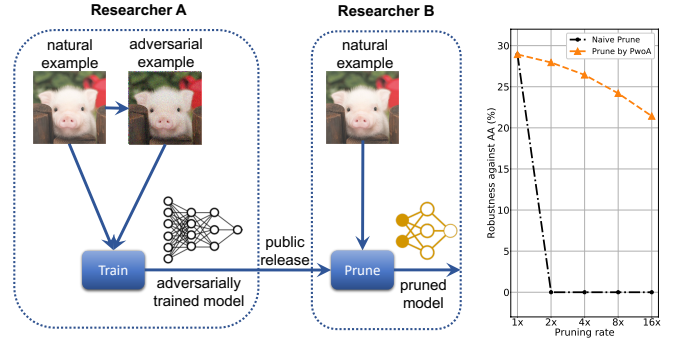 Researcher A
natural
example
adversarial
example
Train
adversarially
trained model
public
release
Researcher B
natural
example
Prune
pruned
model
Naive Prune
Prune by PwoA
Robustness against AA (%)
30
25
20
15
10
5
0
1x 2x 4x 8x 16x
Pruning rate